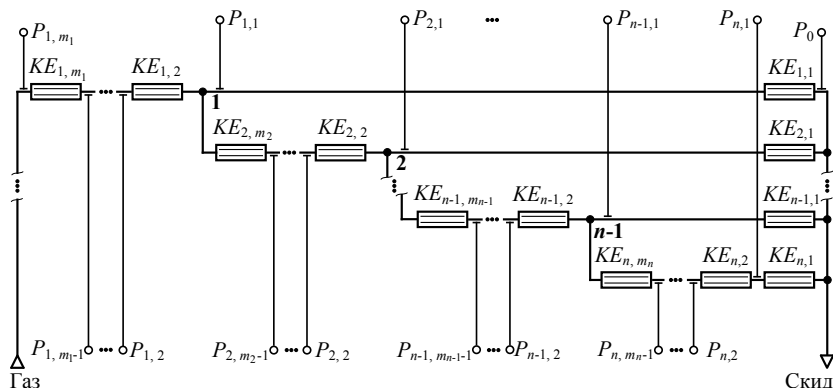 P1, m1 P1,1 P2,1 ••• Pn-1,1 Pn,1 P0
KE1, m1 ••• KE1, 2 KE1,1
1
KE2, m2 ••• KE2, 2 KE2,1
2
••• ••• •••
KEn-1, mn-1 ••• KEn-1, 2 KEn-1,1
n-1
KEn, mn ••• KEn,2 KEn,1
P1, m1-1 ••• P1, 2 P2, m2-1 ••• P2, 2 Pn-1, mn-1-1 ••• Pn-1, 2 Pn, mn-1 ••• Pn,2
Газ Скид